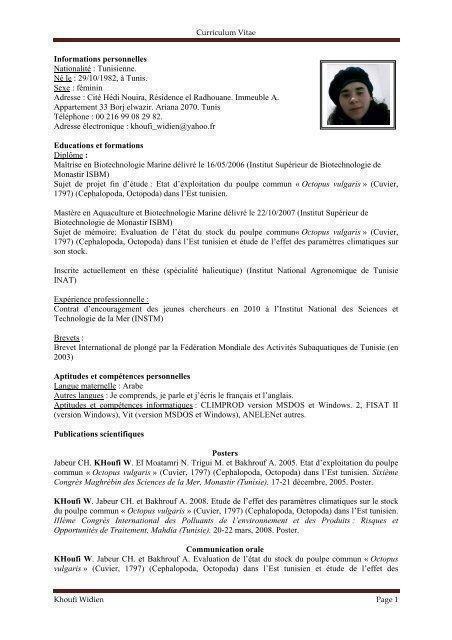 Curriculum Vitae
Informations personnelles
Nationalité : Tunisienne.
Né le : 29/10/1982, à Tunis.
Sexe : féminin
Adresse : Cité Hédi Nouira, Résidence el Radhouane. Immeuble A.
Appartement 33 Borj elwazir. Ariana 2070. Tunis
Téléphone : 00 216 99 08 29 82.
Adresse électronique : khoufi_widien@yahoo.fr
Educations et formations
Diplôme :
Maîtrise en Biotechnologie Marine délivré le 16/05/2006 (Institut Supérieur de Biotechnologie de
Monastir ISBM)
Sujet de projet fin d'étude : Etat d'exploitation du poulpe commun « Octopus vulgaris » (Cuvier,
1797) (Cephalopoda, Octopoda) dans l'Est tunisien.
Mastère en Aquaculture et Biotechnologie Marine délivré le 22/10/2007 (Institut Supérieur de
Biotechnologie de Monastir ISBM)
Sujet de mémoire: Evaluation de l'état du stock du poulpe commun« Octopus vulgaris » (Cuvier,
1797) (Cephalopoda, Octopoda) dans l'Est tunisien et étude de l'effet des paramètres climatiques sur
son stock.
Inscrite actuellement en thèse (spécialité halieutique) (Institut National Agronomique de Tunisie
INAT)
Expérience professionnelle :
Contrat d'encouragement des jeunes chercheurs en 2010 à l'Institut National des Sciences et
Technologie de la Mer (INSTM)
Brevets :
Brevet International de plongé par la Fédération Mondiale des Activités Subaquatiques de Tunisie (en
2003)
Aptitudes et compétences personnelles
Langue maternelle : Arabe
Autres langues : Je comprends, je parle et j'écris le français et l'anglais.
Aptitudes et compétences informatiques : CLIMPROD version MSDOS et Windows. 2, FISAT II
(version Windows), Vit (version MSDOS et Windows), ANELENet autres.
Publications scientifiques
Posters
Jabeur CH. KHoufi W. El Moatamri N. Trigui M. et Bakhrouf A. 2005. Etat d'exploitation du poulpe
commun « Octopus vulgaris » (Cuvier, 1797) (Cephalopoda, Octopoda) dans l'Est tunisien. Sixième
Congrès Maghrébin des Sciences de la Mer, Monastir (Tunisie). 17-21 décembre, 2005. Poster.
KHoufi W. Jabeur CH. et Bakhrouf A. 2008. Etude de l'effet des paramètres climatiques sur le stock
du poulpe commun « Octopus vulgaris » (Cuvier, 1797) (Cephalopoda, Octopoda) dans l'Est tunisien.
IIIème Congrès International des Polluants de l'environnement et des Produits : Risques et
Opportunités de Traitement, Mahdia (Tunisie). 20-22 mars, 2008. Poster.
Communication orale
KHoufi W. Jabeur CH. et Bakhrouf A. Evaluation de l'état du stock du poulpe commun « Octopus
vulgaris » (Cuvier, 1797) (Cephalopoda, Octopoda) dans l'Est tunisien et étude de l'effet des
Khoufi Widien Page 1